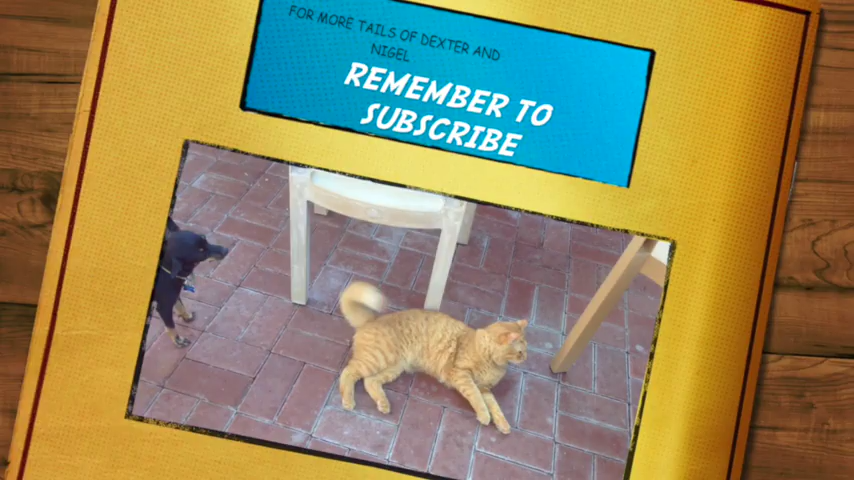 FOR MORE TAILS OF DEXTER AND
NIGEL
REMEMBER TO
SUBSCRIBE